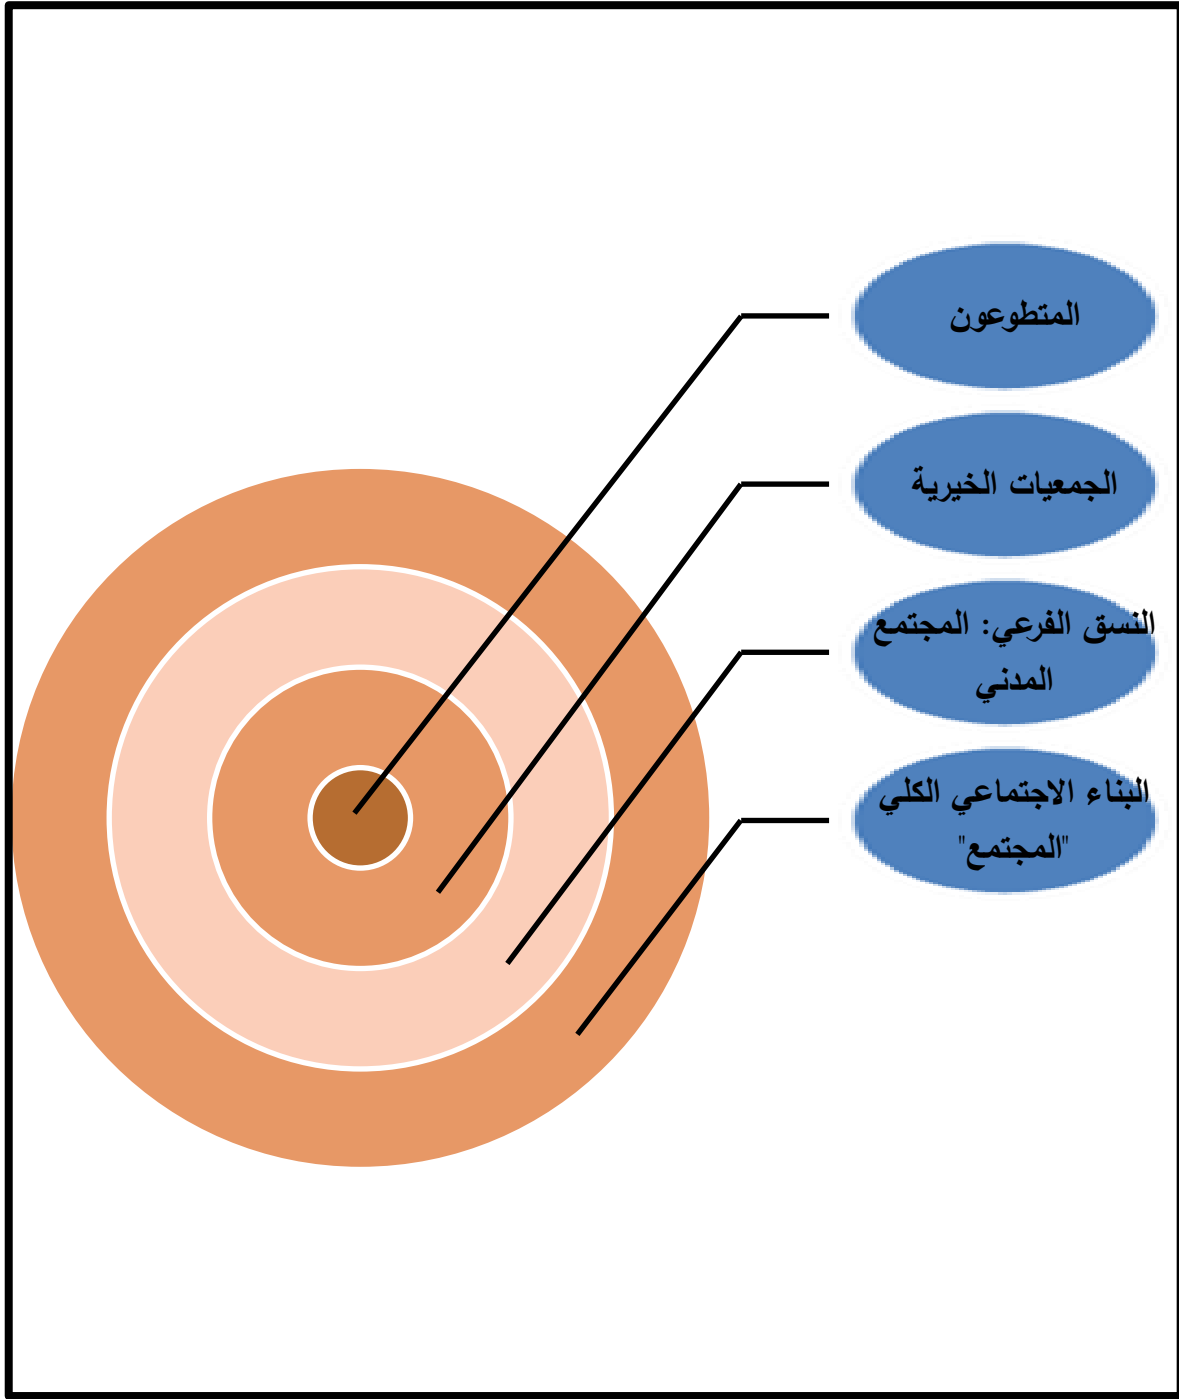 المتطوعون
الجمعيات الخيرية
النسق الفرعي: المجتمع
المدني
البناء الاجتماعي الكلي
"المجتمع"